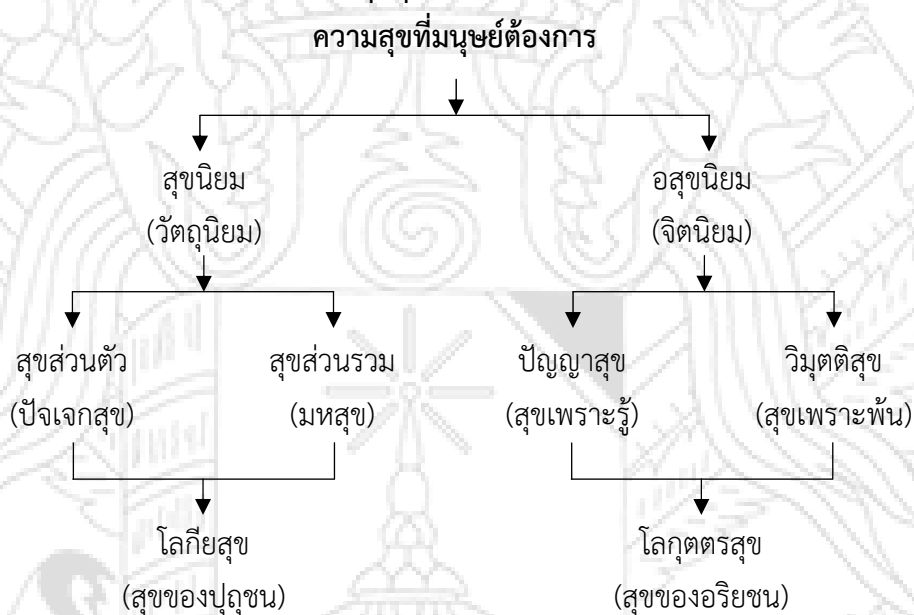 ความสุขที่มนุษย์ต้องการ
สุขนิยม
(วัตถุนิยม)
อสุขนิยม
(จิตนิยม)
สุขส่วนตัว
(ปัจเจกสุข)
สุขส่วนรวม
(มหสุข)
ปัญญาสุข
(สุขเพราะรู้)
วิมุตติสุข
(สุขเพราะพ้น)
โลกียสุข
(สุขของปุถุชน)
โลกุตตรสุข
(สุขของอริยชน)